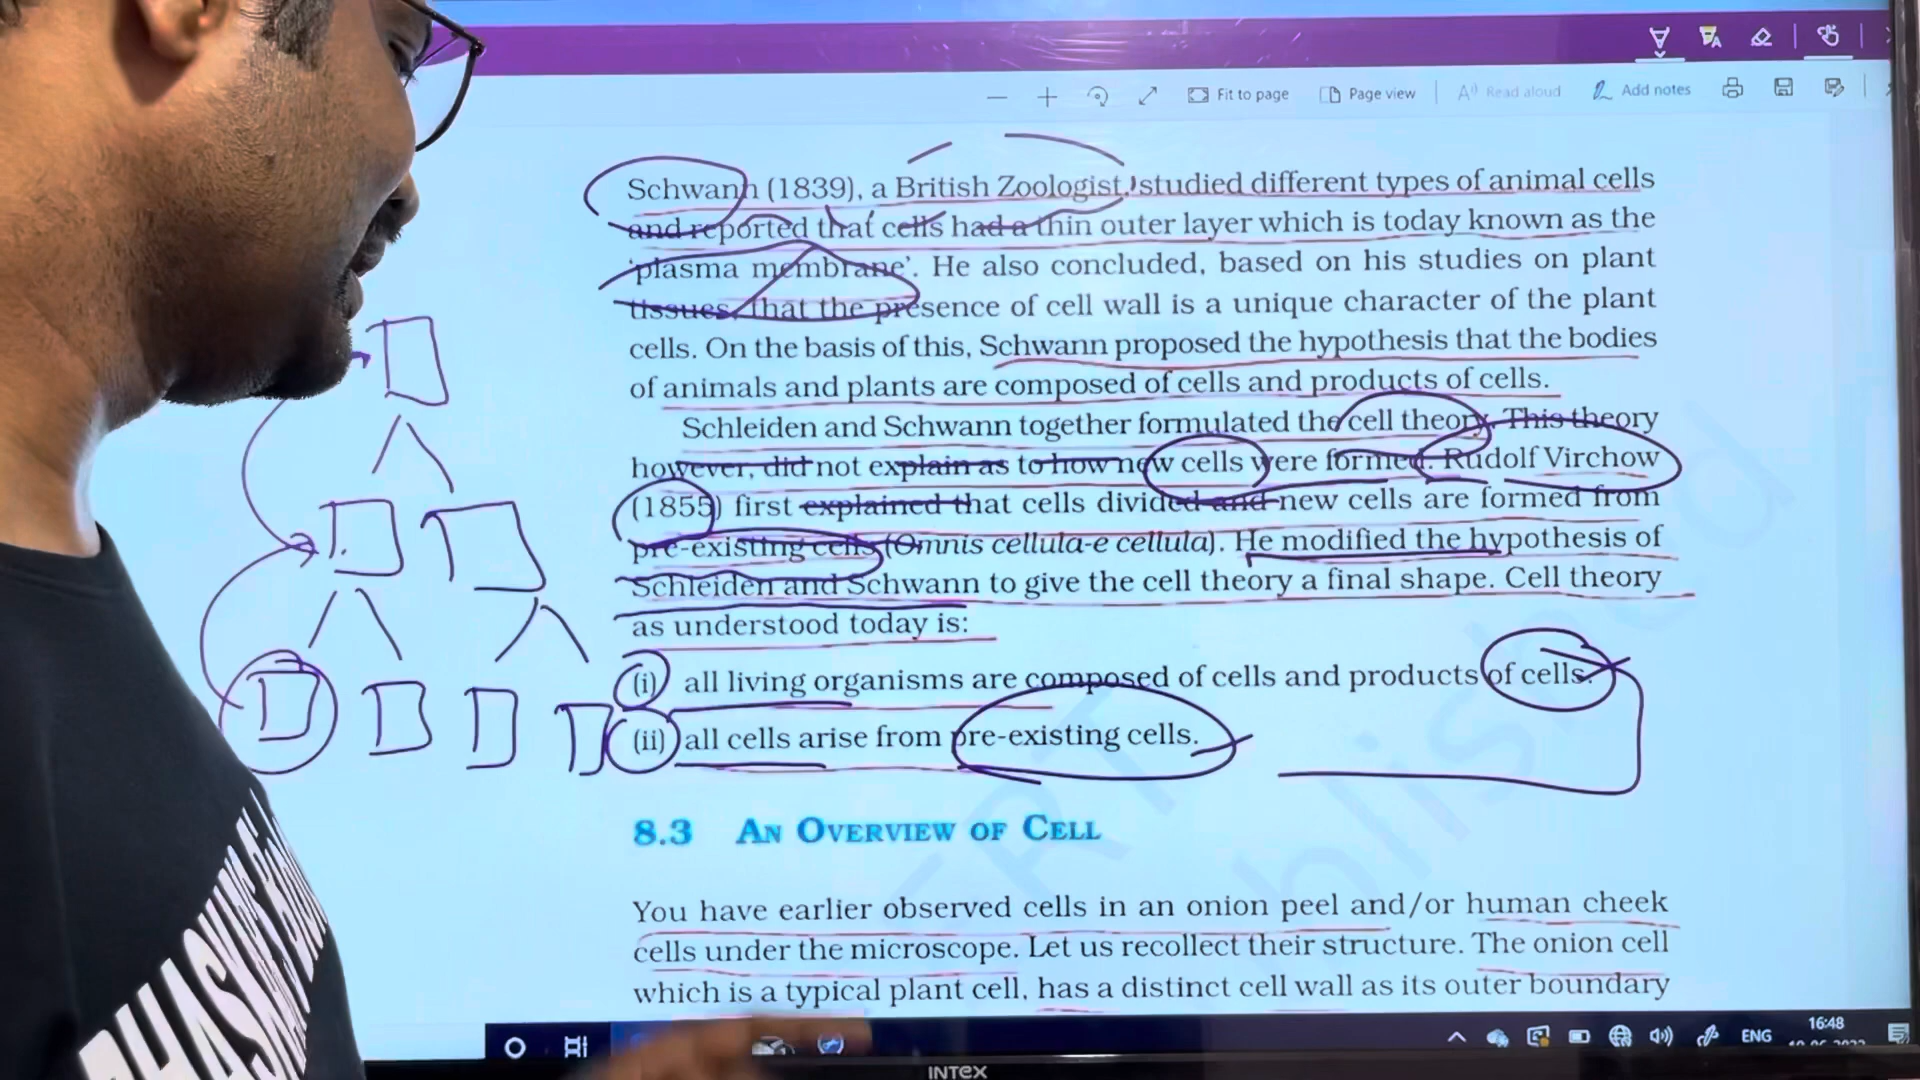 Fit to page
Page view
Read aloud
Add notes
Schwann (1839), a British Zoologist, studied different types of animal cells
and reported that cells had a thin outer layer which is today known as the
‘plasma membrane’. He also concluded, based on his studies on plant
tissues, that the presence of cell wall is a unique character of the plant
cells. On the basis of this, Schwann proposed the hypothesis that the bodies
of animals and plants are composed of cells and products of cells.
Schleiden and Schwann together formulated the cell theory. This theory
however, did not explain as to how new cells were formed. Rudolf Virchow
(1855) first explained that cells divided and new cells are formed from
pre-existing cells (Omnis cellula-e cellula). He modified the hypothesis of
Schleiden and Schwann to give the cell theory a final shape. Cell theory
as understood today is:
(i) all living organisms are composed of cells and products of cells.
(ii) all cells arise from pre-existing cells.
8.3 AN OVERVIEW OF CELL
You have earlier observed cells in an onion peel and/or human cheek
cells under the microscope. Let us recollect their structure. The onion cell
which is a typical plant cell, has a distinct cell wall as its outer boundary
ENG
16:48
INTEX